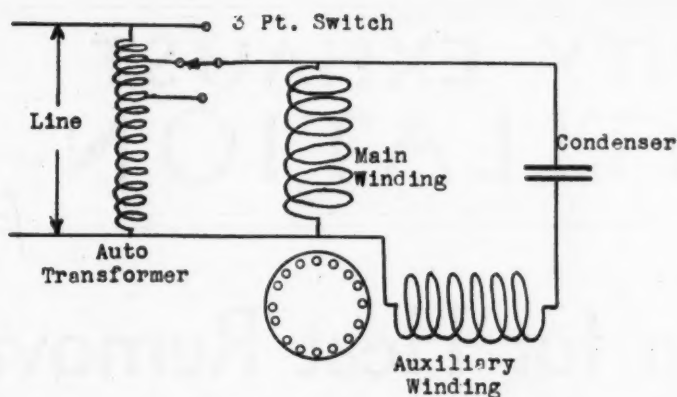 3 Pt. Switch
Line
Main
Winding
Condenser
Auto
Transformer
Auxiliary
Winding